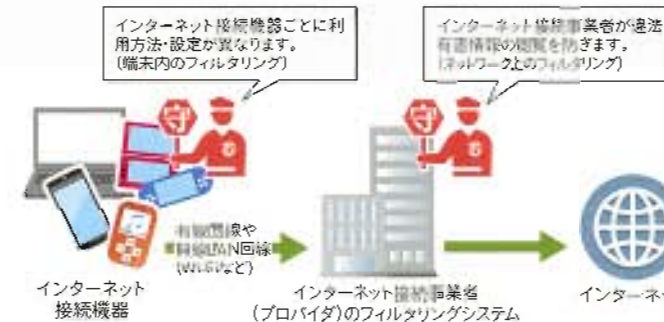 インターネット接続機器ごとに利
用方法・設定が異なります。
(端末内のフィルタリング)
インターネット接続事業者が違法
有害情報の閲覧を防ぎます。
(ネットワーク上のフィルタリング)
守
守
有線回線や
無線LAN回線
(Wi-Fiなど)
インターネット
接続機器
インターネット接続事業者
(プロバイダ)のフィルタリングシステム
インターネ